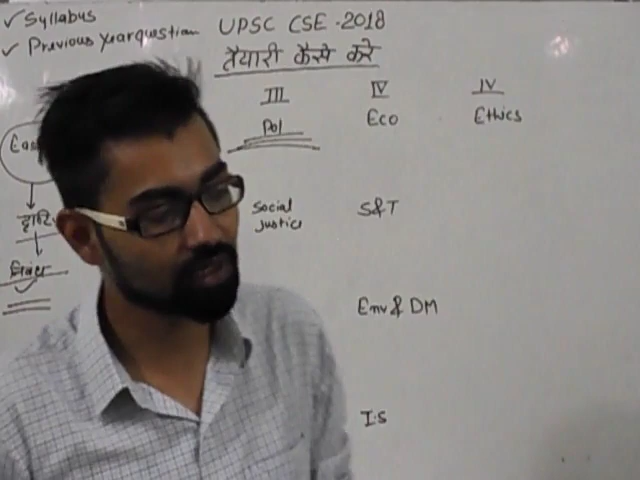 ✓ Syllabus
✓ Previous Year question
UPSC CSE - 2018
तैयारी कैसे करे
III
IV
IV
Pol
Eco
Ethics
Social
Justice
S&T
Env & DM
I.S